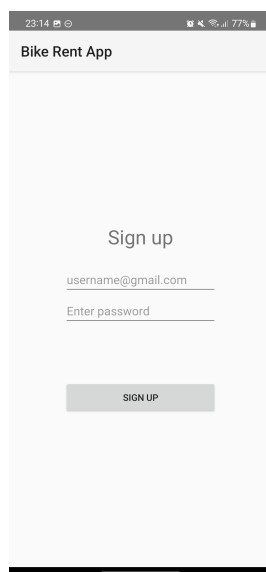 23:14 77%
Bike Rent App
Sign up
username@gmail.com
Enter password
SIGN UP